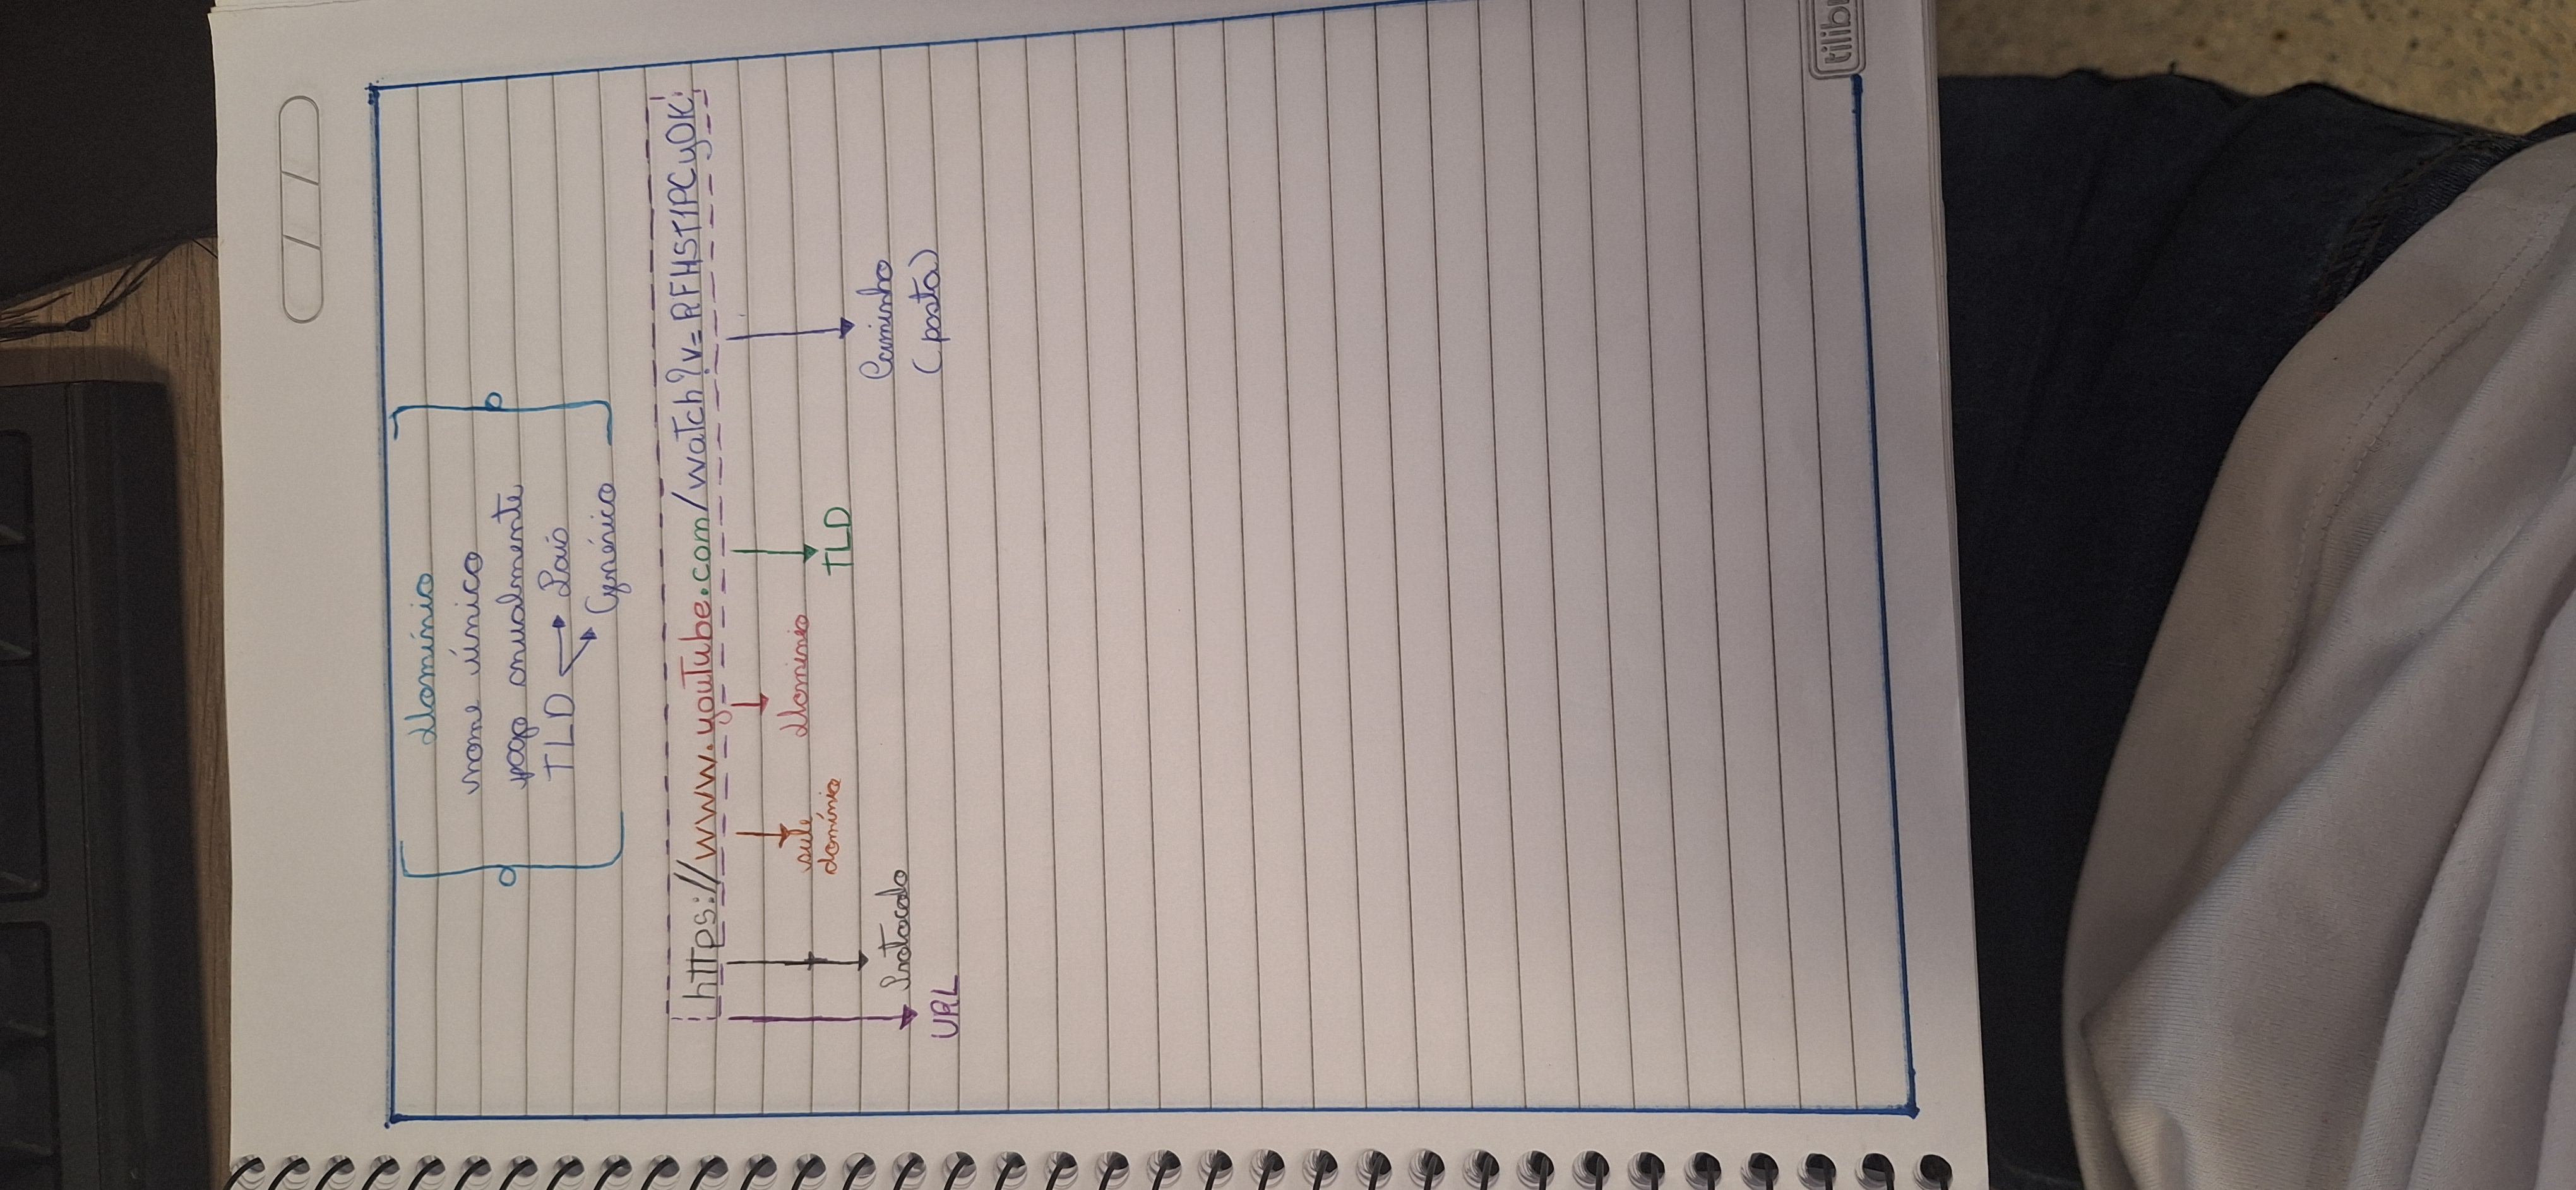 Domínio
nome único
pago anualmente
TLD País
Genérico
https://www.youTube.com/watch?v=RFHST1PCyOK
sub
domínio
Domínio
TLD
Protocolo
Caminho
(pasta)
URL